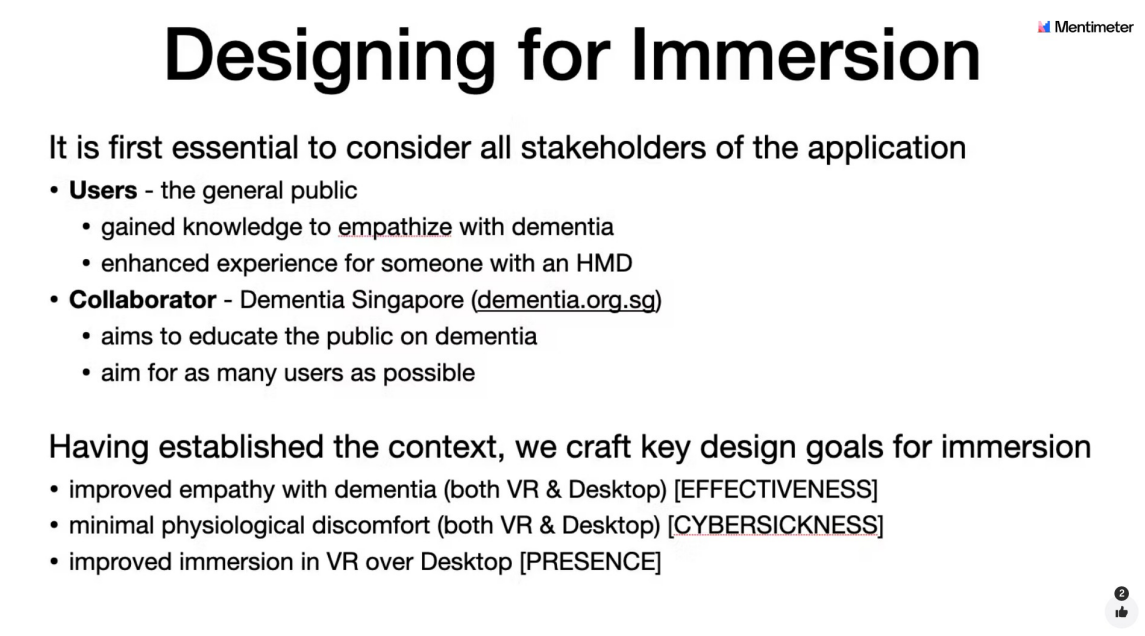 Mentimeter
Designing for Immersion
It is first essential to consider all stakeholders of the application
• Users - the general public
• gained knowledge to empathize with dementia
• enhanced experience for someone with an HMD
• Collaborator - Dementia Singapore (dementia.org.sg)
• aims to educate the public on dementia
• aim for as many users as possible
Having established the context, we craft key design goals for immersion
• improved empathy with dementia (both VR & Desktop) [EFFECTIVENESS]
• minimal physiological discomfort (both VR & Desktop) [CYBERSICKNESS]
• improved immersion in VR over Desktop [PRESENCE]
2